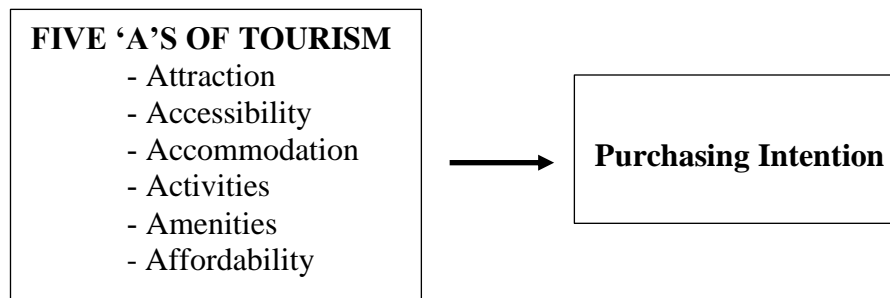 FIVE ‘A’S OF TOURISM
- Attraction
- Accessibility
- Accommodation
- Activities
- Amenities
- Affordability
Purchasing Intention